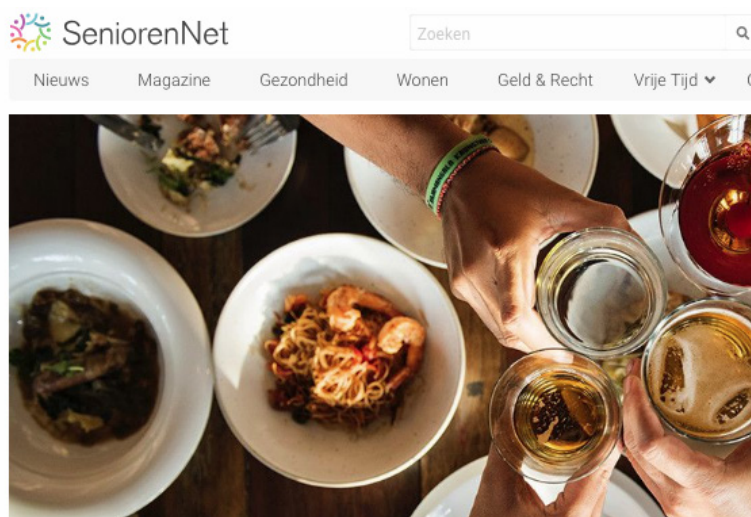 SeniorenNet
Zoeken
Nieuws Magazine Gezondheid Wonen Geld & Recht Vrije Tijd